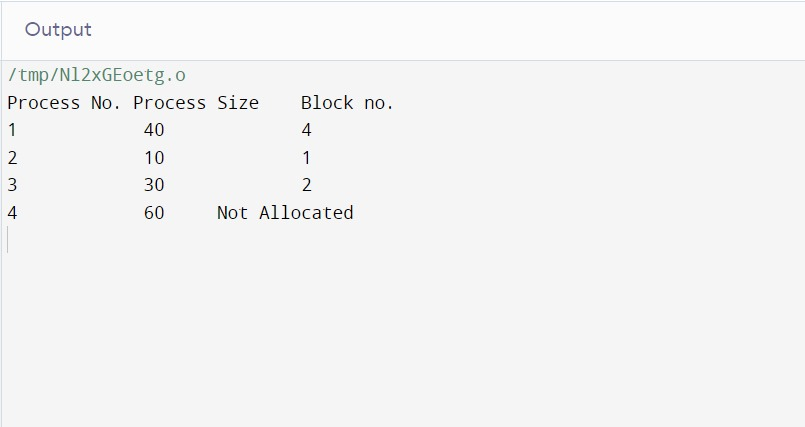 Output
/tmp/Nl2xGEoetg.o
Process No. Process Size    Block no.
1            40             4
2            10             1
3            30             2
4            60     Not Allocated